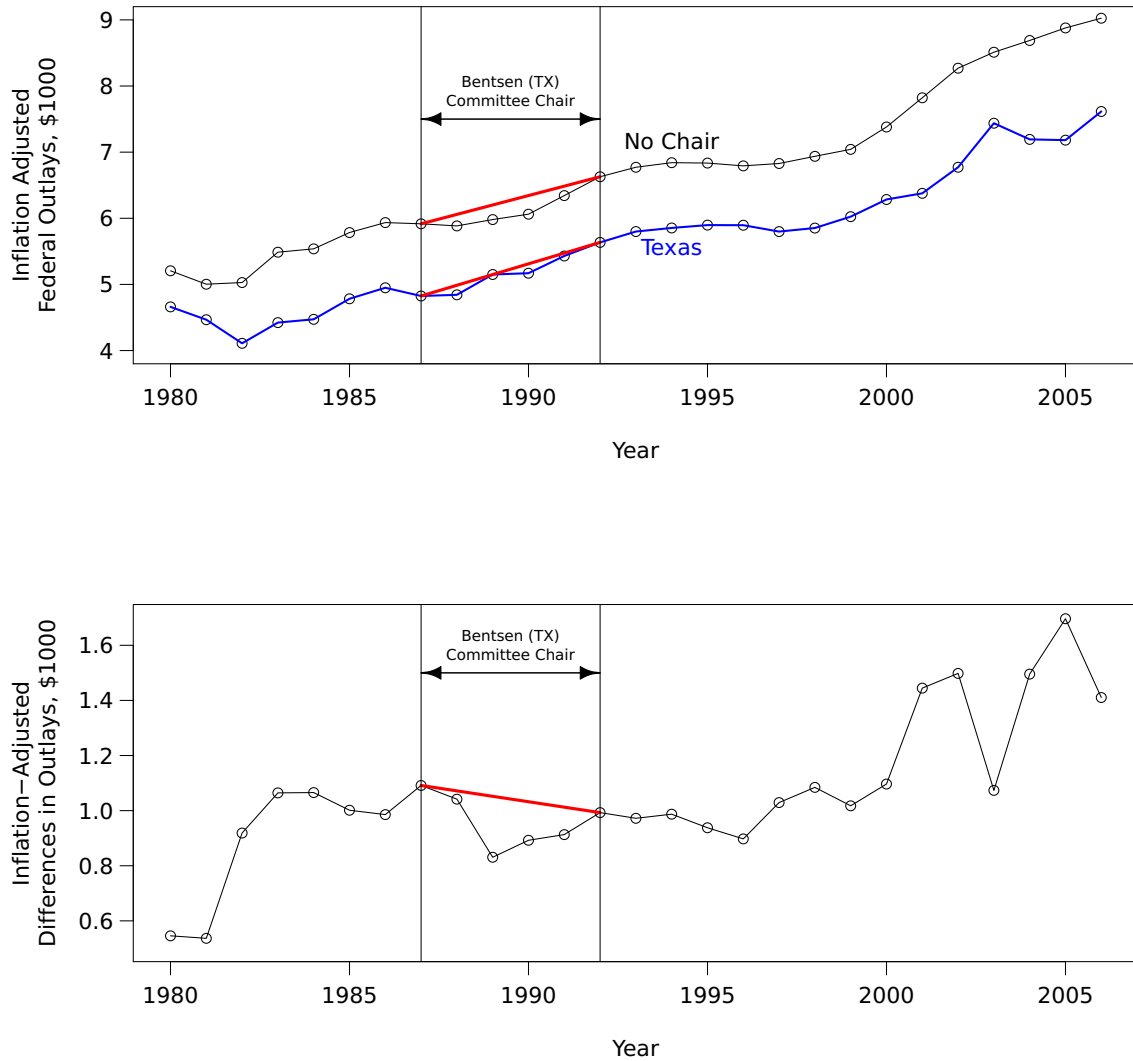 Inflation Adjusted
Federal Outlays, $1000
9
8
7
6
5
4
Bentsen (TX)
Committee Chair
No Chair
Texas
1980
1985
1990
1995
2000
2005
Year
Inflation−Adjusted
Differences in Outlays, $1000
1.6
1.4
1.2
1.0
0.8
0.6
Bentsen (TX)
Committee Chair
1980
1985
1990
1995
2000
2005
Year